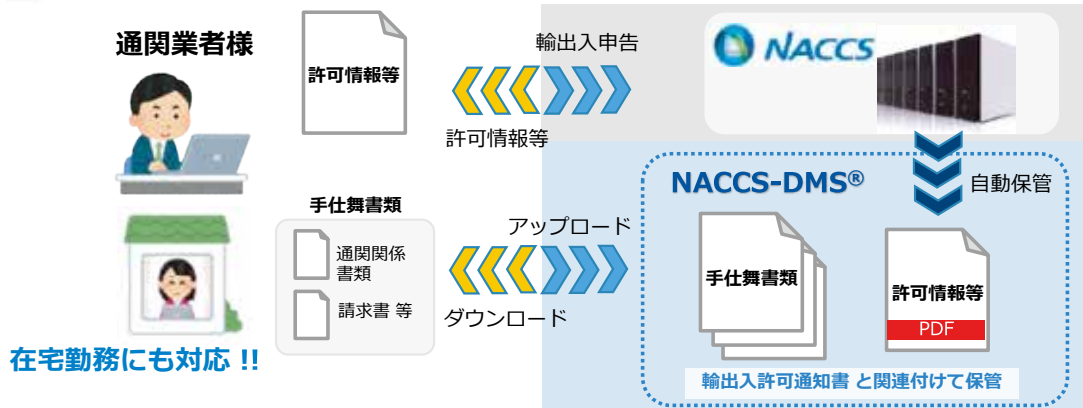 通関業者様
許可情報等
輸出入申告
許可情報等
NACCS
NACCS-DMS®
自動保管
手仕舞書類
通関関係
書類
請求書 等
アップロード
ダウンロード
手仕舞書類
許可情報等
PDF
輸出入許可通知書 と関連付けて保管
在宅勤務にも対応 !!